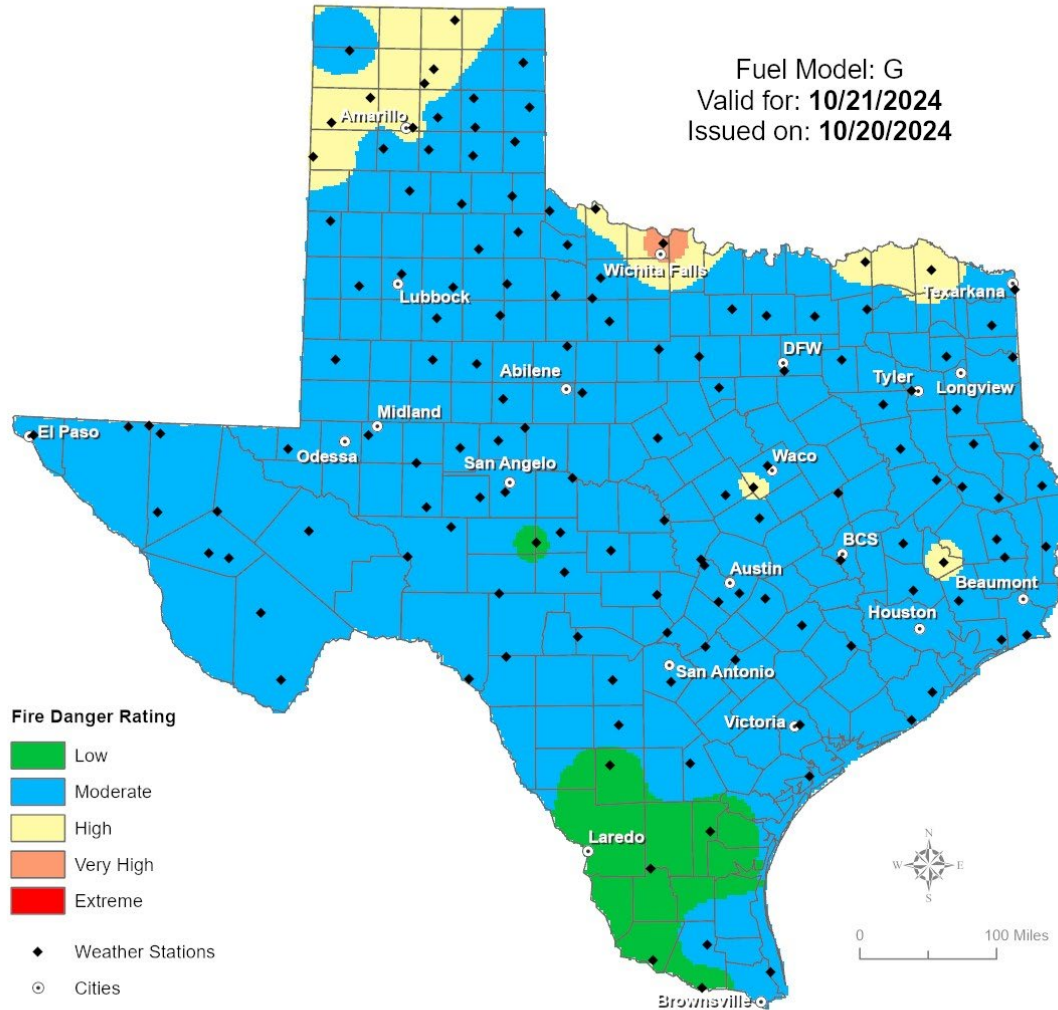 Fuel Model: G
Valid for: 10/21/2024
Issued on: 10/20/2024
Amarillo
Wichita Falls
Texarkana
Lubbock
DFW
Abilene
Tyler
Longview
Midland
El Paso
Odessa
San Angelo
Waco
BCS
Austin
Beaumont
Houston
San Antonio
Victoria
Laredo
Brownsville
Fire Danger Rating
Low
Moderate
High
Very High
Extreme
Weather Stations
Cities
N
W
E
S
0
100 Miles